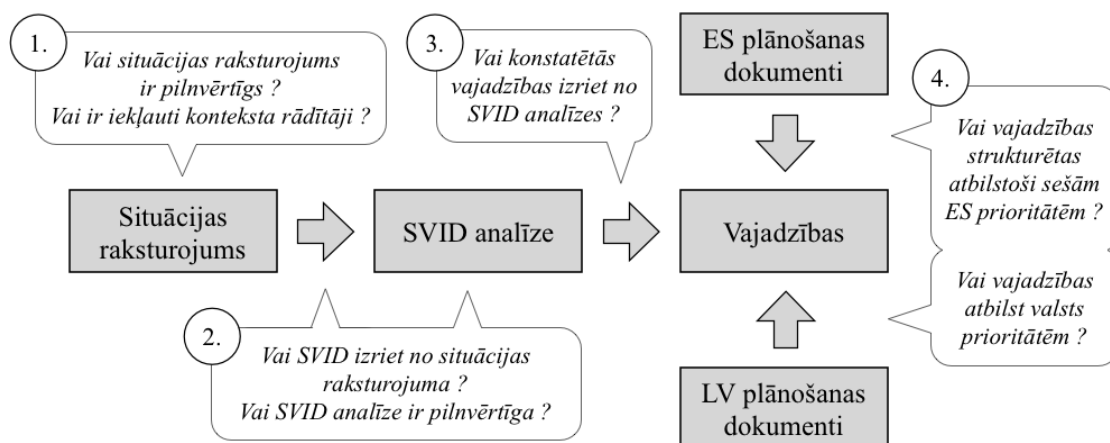 1.
Vai situācijas raksturojums
ir pilnvērtīgs ?
Vai ir iekļauti konteksta rādītāji ?
3.
Vai konstatētās
vajadzības izriet no
SVID analīzes ?
ES plānošanas
dokumenti
4.
Vai vajadzības
strukturētas
atbilstoši sešām
ES prioritātēm ?
Situācijas
raksturojums
SVID analīze
Vajadzības
Vai vajadzības
atbilst valsts
prioritātēm ?
2.
Vai SVID izriet no situācijas
raksturojuma ?
Vai SVID analīze ir pilnvērtīga ?
LV plānošanas
dokumenti